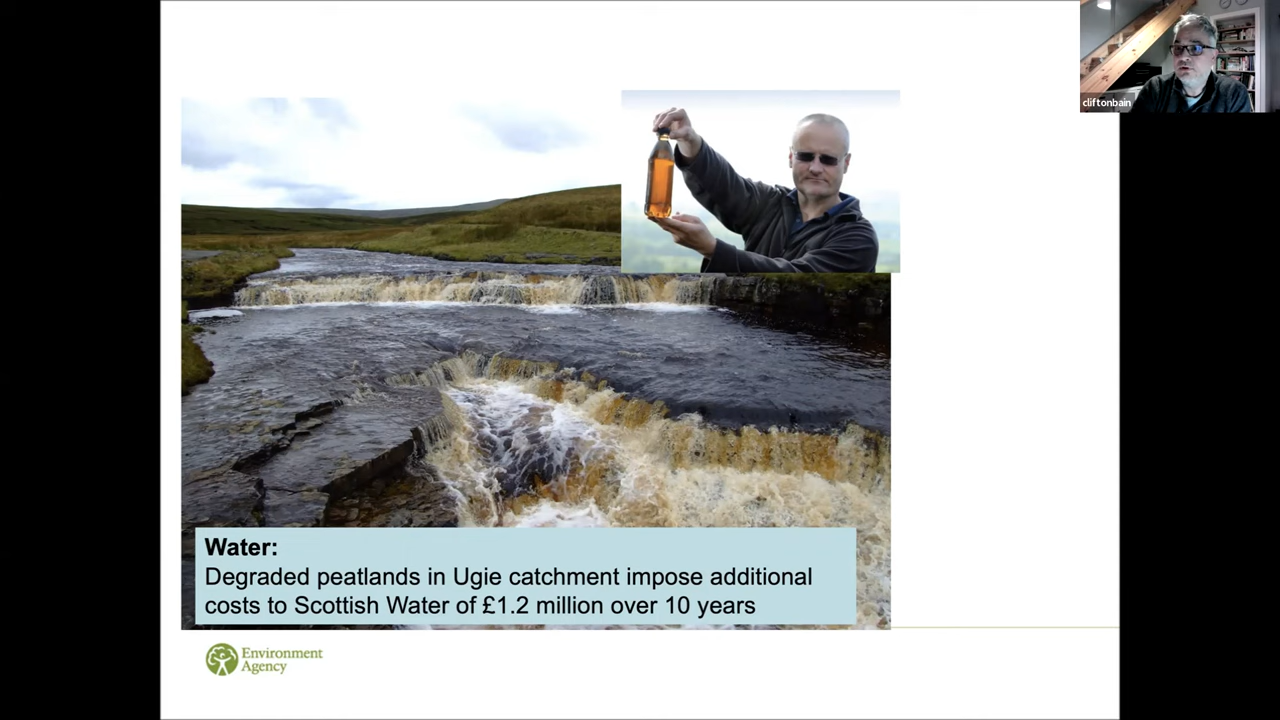 cliftonbain
Water:
Degraded peatlands in Ugie catchment impose additional
costs to Scottish Water of £1.2 million over 10 years
Environment
Agency